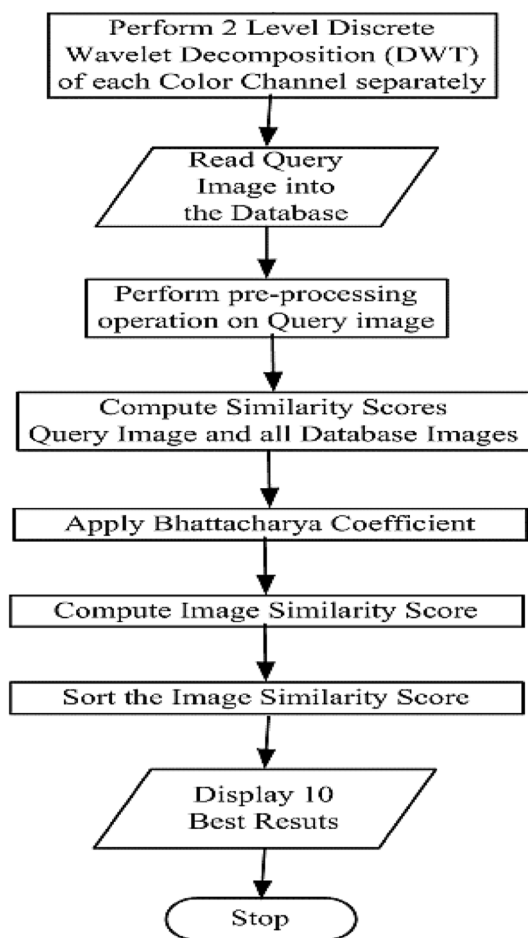 Perform 2 Level Discrete
Wavelet Decomposition (DWT)
of each Color Channel separately
Read Query
Image into
the Database
Perform pre-processing
operation on Query image
Compute Similarity Scores
Query Image and all Database Images
Apply Bhattacharya Coefficient
Compute Image Similarity Score
Sort the Image Similarity Score
Display 10
Best Resuts
Stop